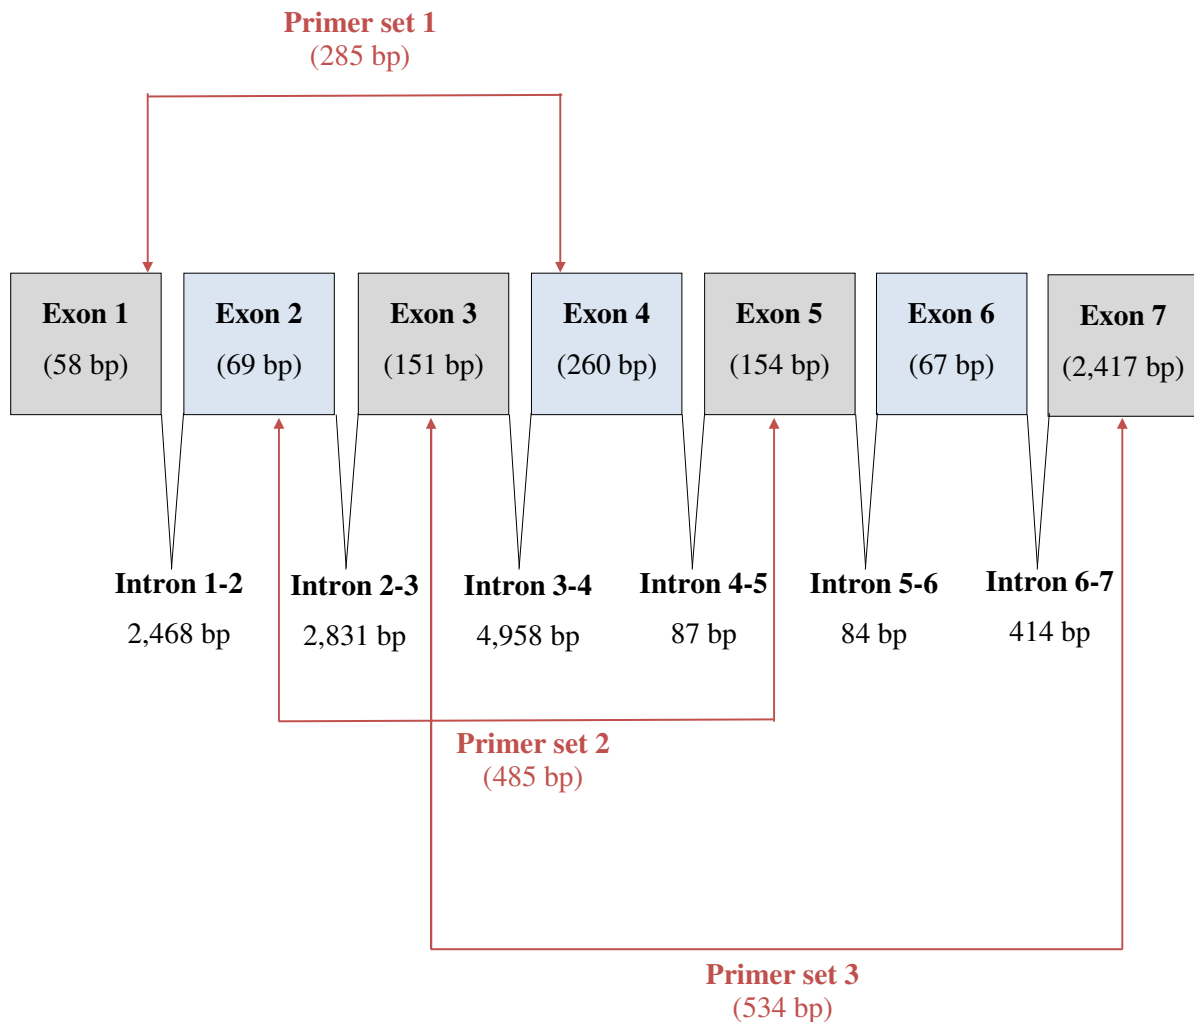 Primer set 1
(285 bp)
Exon 1
(58 bp)
Exon 2
(69 bp)
Exon 3
(151 bp)
Exon 4
(260 bp)
Exon 5
(154 bp)
Exon 6
(67 bp)
Exon 7
(2,417 bp)
Intron 1-2
2,468 bp
Intron 2-3
2,831 bp
Intron 3-4
4,958 bp
Intron 4-5
87 bp
Intron 5-6
84 bp
Intron 6-7
414 bp
Primer set 2
(485 bp)
Primer set 3
(534 bp)